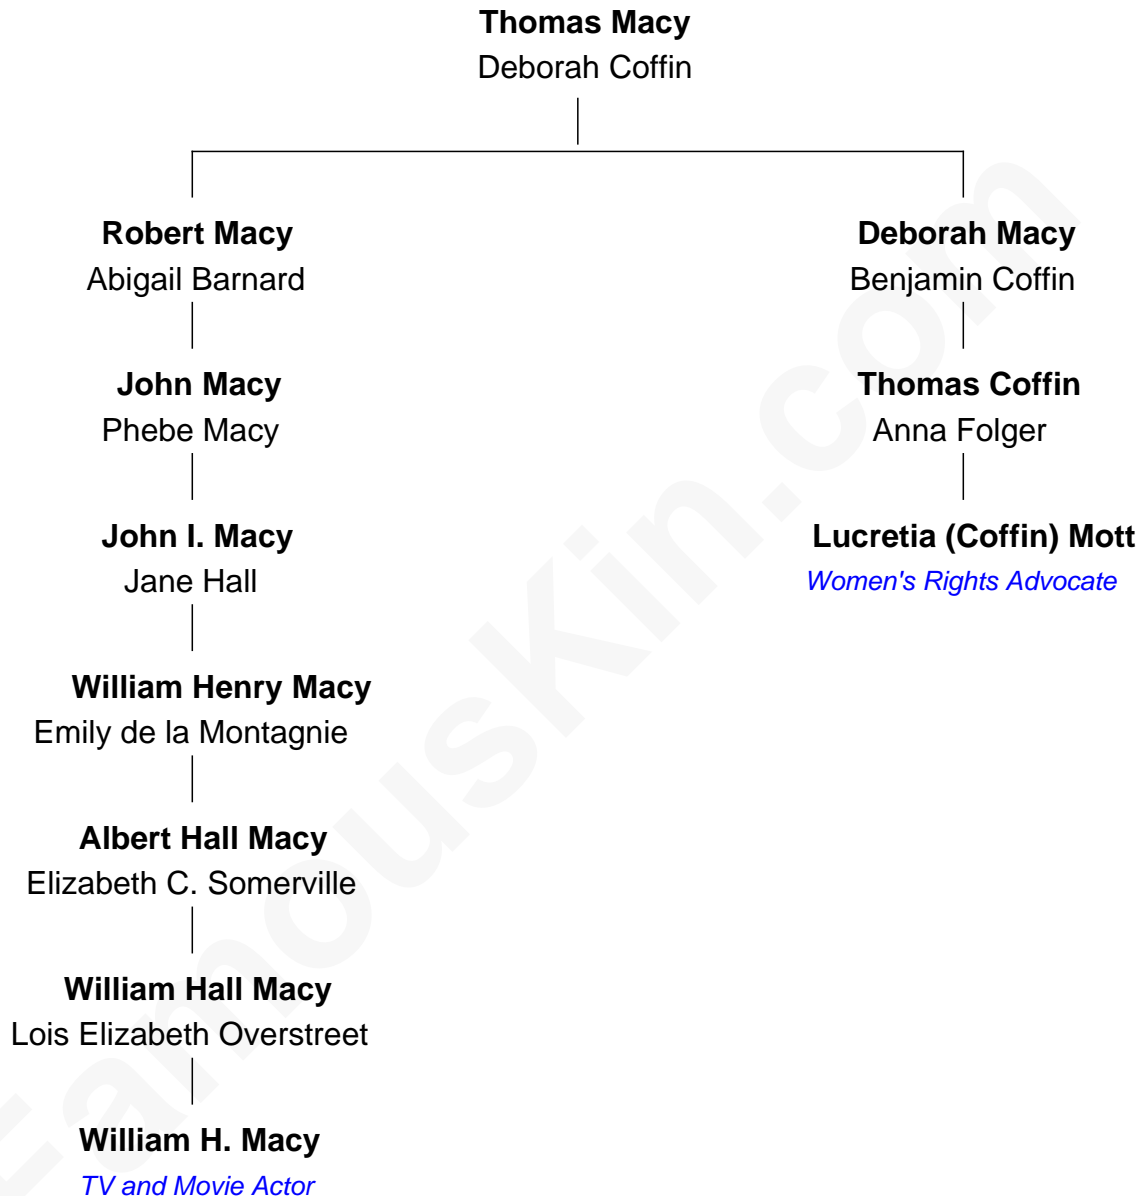 Thomas Macy
Deborah Coffin
Robert Macy
Abigail Barnard
Deborah Macy
Benjamin Coffin
John Macy
Phebe Macy
Thomas Coffin
Anna Folger
John I. Macy
Jane Hall
Lucretia (Coffin) Mott
Women's Rights Advocate
William Henry Macy
Emily de la Montagnie
Albert Hall Macy
Elizabeth C. Somerville
William Hall Macy
Lois Elizabeth Overstreet
William H. Macy
TV and Movie Actor
FamousKin.com